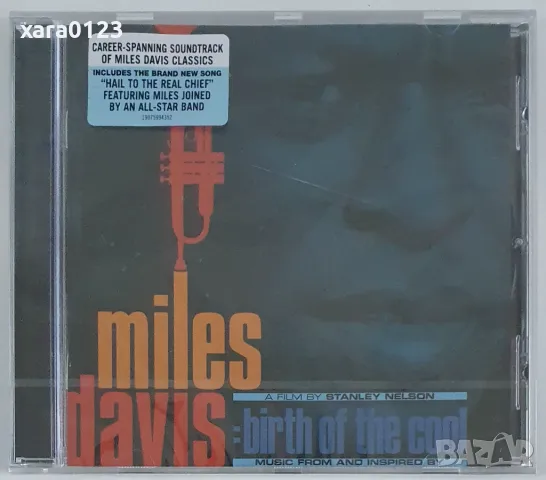 xara0123
CAREER-SPANNING SOUNDTRACK
OF MILES DAVIS CLASSICS
INCLUDES THE BRAND NEW SONG
"HAIL TO THE REAL CHIEF"
FEATURING MILES JOINED
BY AN ALL-STAR BAND
miles
davis:
A FILM BY STANLEY NELSON
birth of the cool
MUSIC FROM AND INSPIRED BY
BAZAR